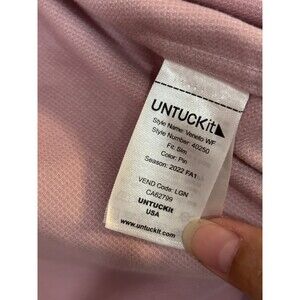 UNTUCKit
Style Name: Venello WF
Style Number: 40250
Fit: Slim
Color: Pin
Season: 2022 FA1
VEND Code: LGN
CA62799
UNTUCKit
USA
www.untuckit.com